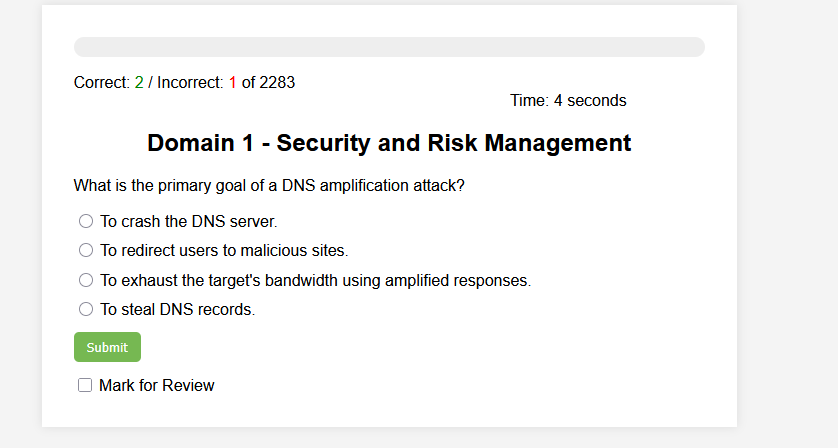 Correct: 2 / Incorrect: 1 of 2283
Time: 4 seconds
Domain 1 - Security and Risk Management
What is the primary goal of a DNS amplification attack?
To crash the DNS server.
To redirect users to malicious sites.
To exhaust the target's bandwidth using amplified responses.
To steal DNS records.
Submit
Mark for Review